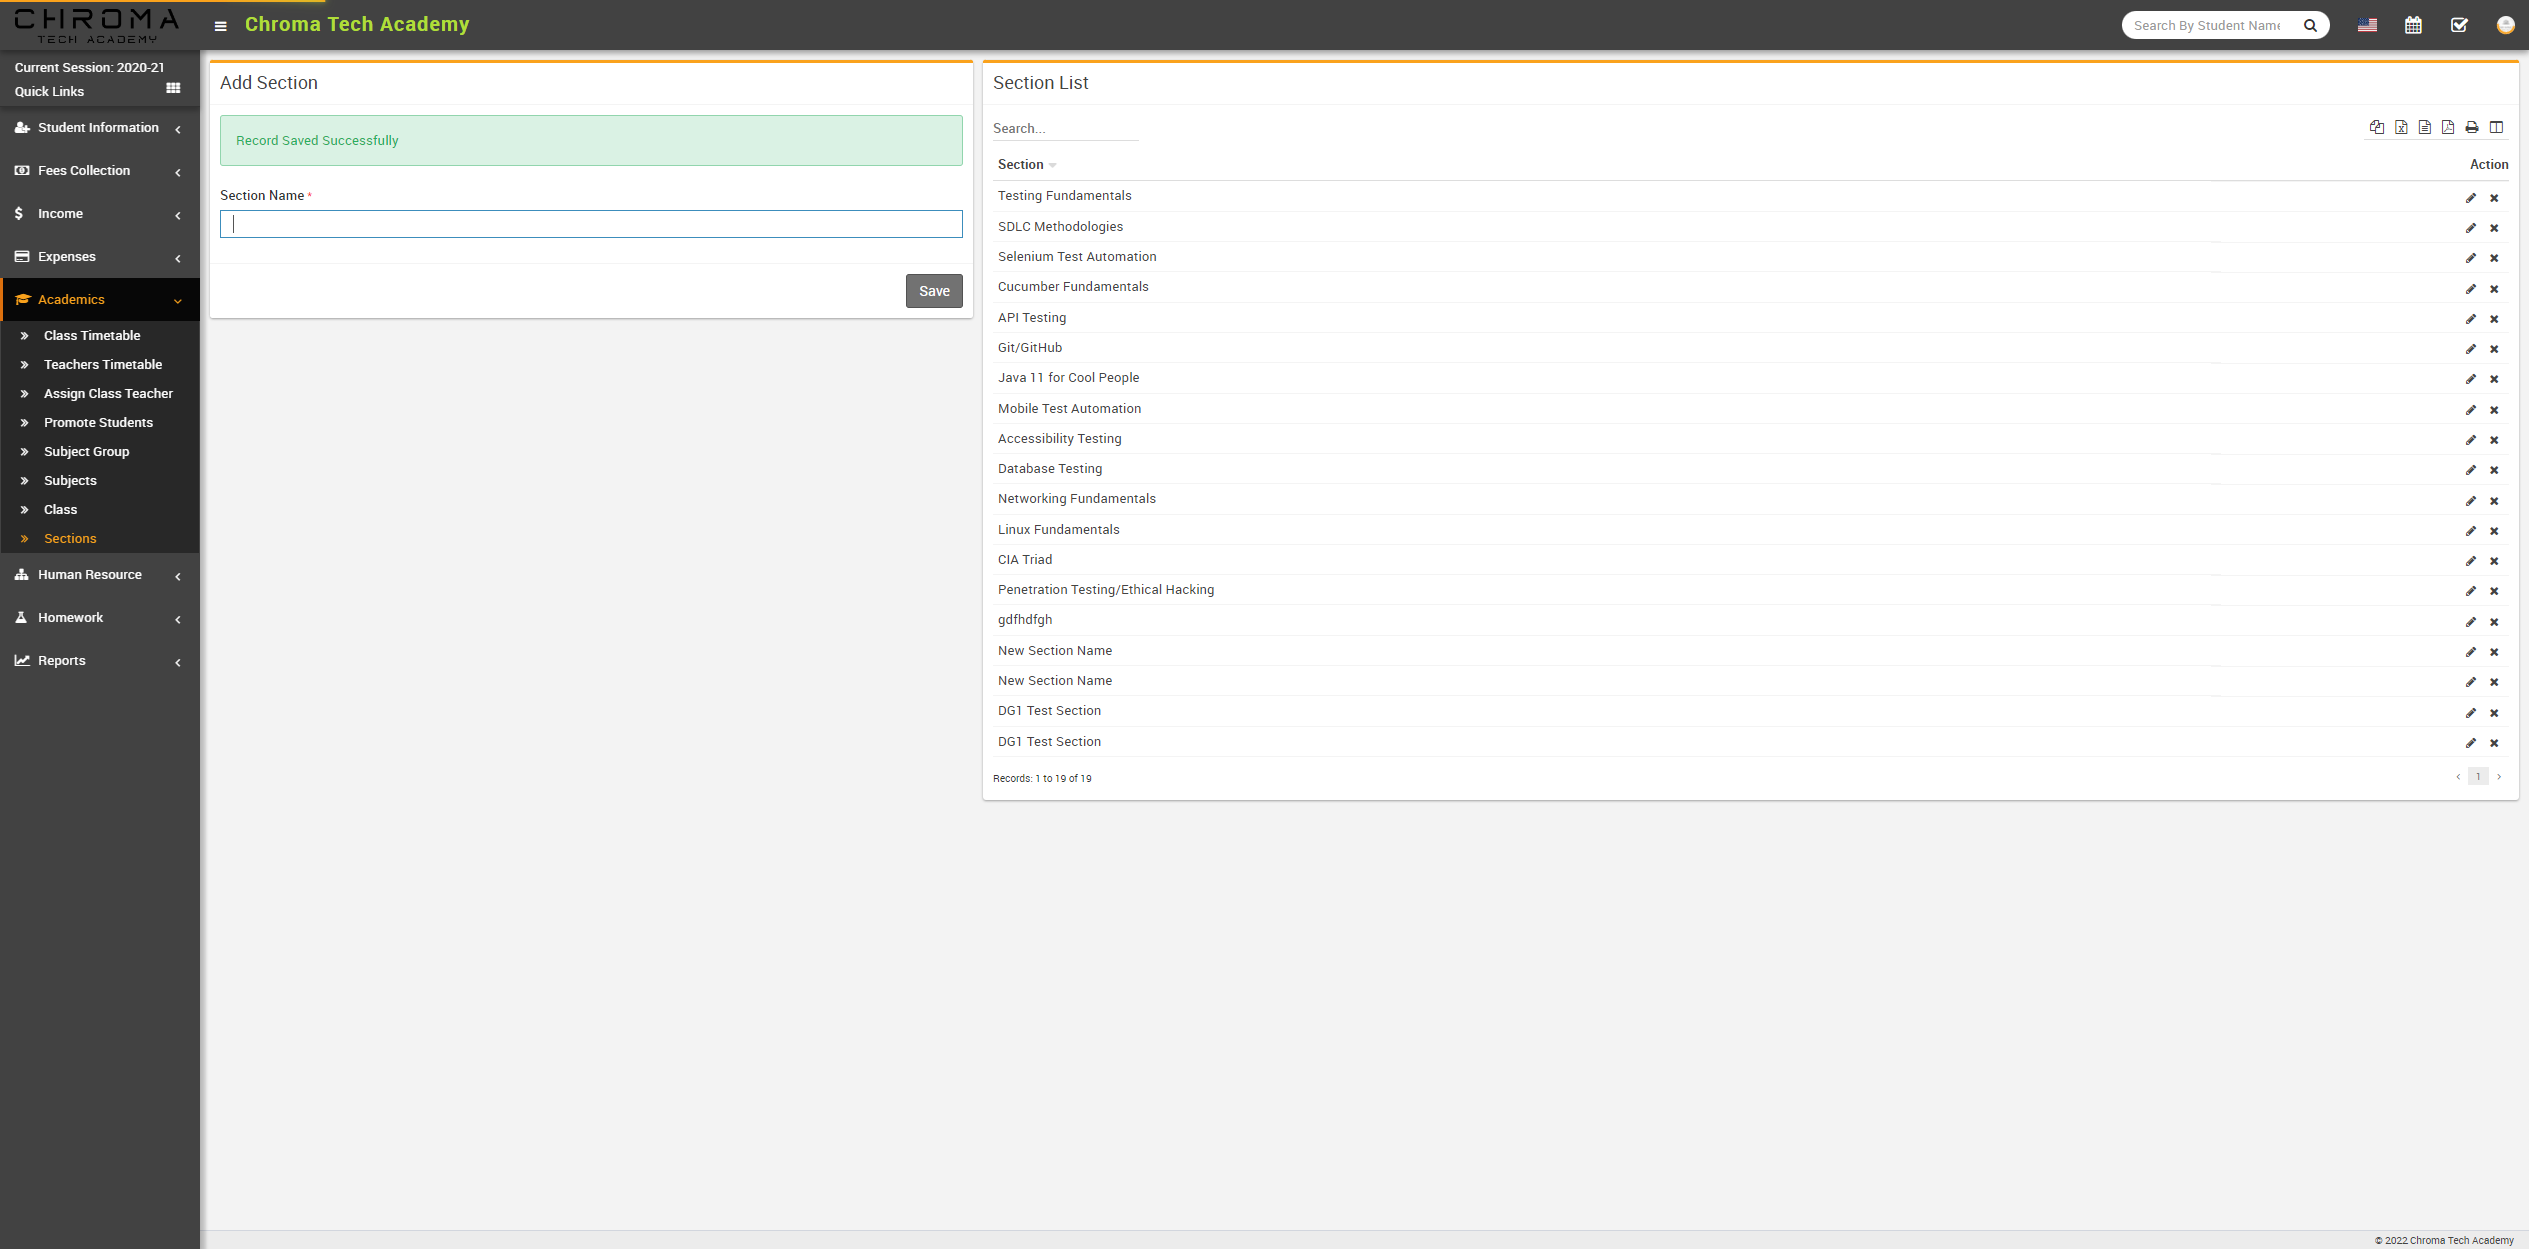 CHROMA
TECH ACADEMY
Chroma Tech Academy
Search By Student Name
Current Session: 2020-21
Quick Links
Student Information
Fees Collection
Income
Expenses
Academics
Class Timetable
Teachers Timetable
Assign Class Teacher
Promote Students
Subject Group
Subjects
Class
Sections
Human Resource
Homework
Reports
Add Section
Record Saved Successfully
Section Name *
Save
Section List
Search...
Section Action
Testing Fundamentals
SDLC Methodologies
Selenium Test Automation
Cucumber Fundamentals
API Testing
Git/GitHub
Java 11 for Cool People
Mobile Test Automation
Accessibility Testing
Database Testing
Networking Fundamentals
Linux Fundamentals
CIA Triad
Penetration Testing/Ethical Hacking
gdfhdfgh
New Section Name
New Section Name
DG1 Test Section
DG1 Test Section
Records: 1 to 19 of 19
1
© 2022 Chroma Tech Academy